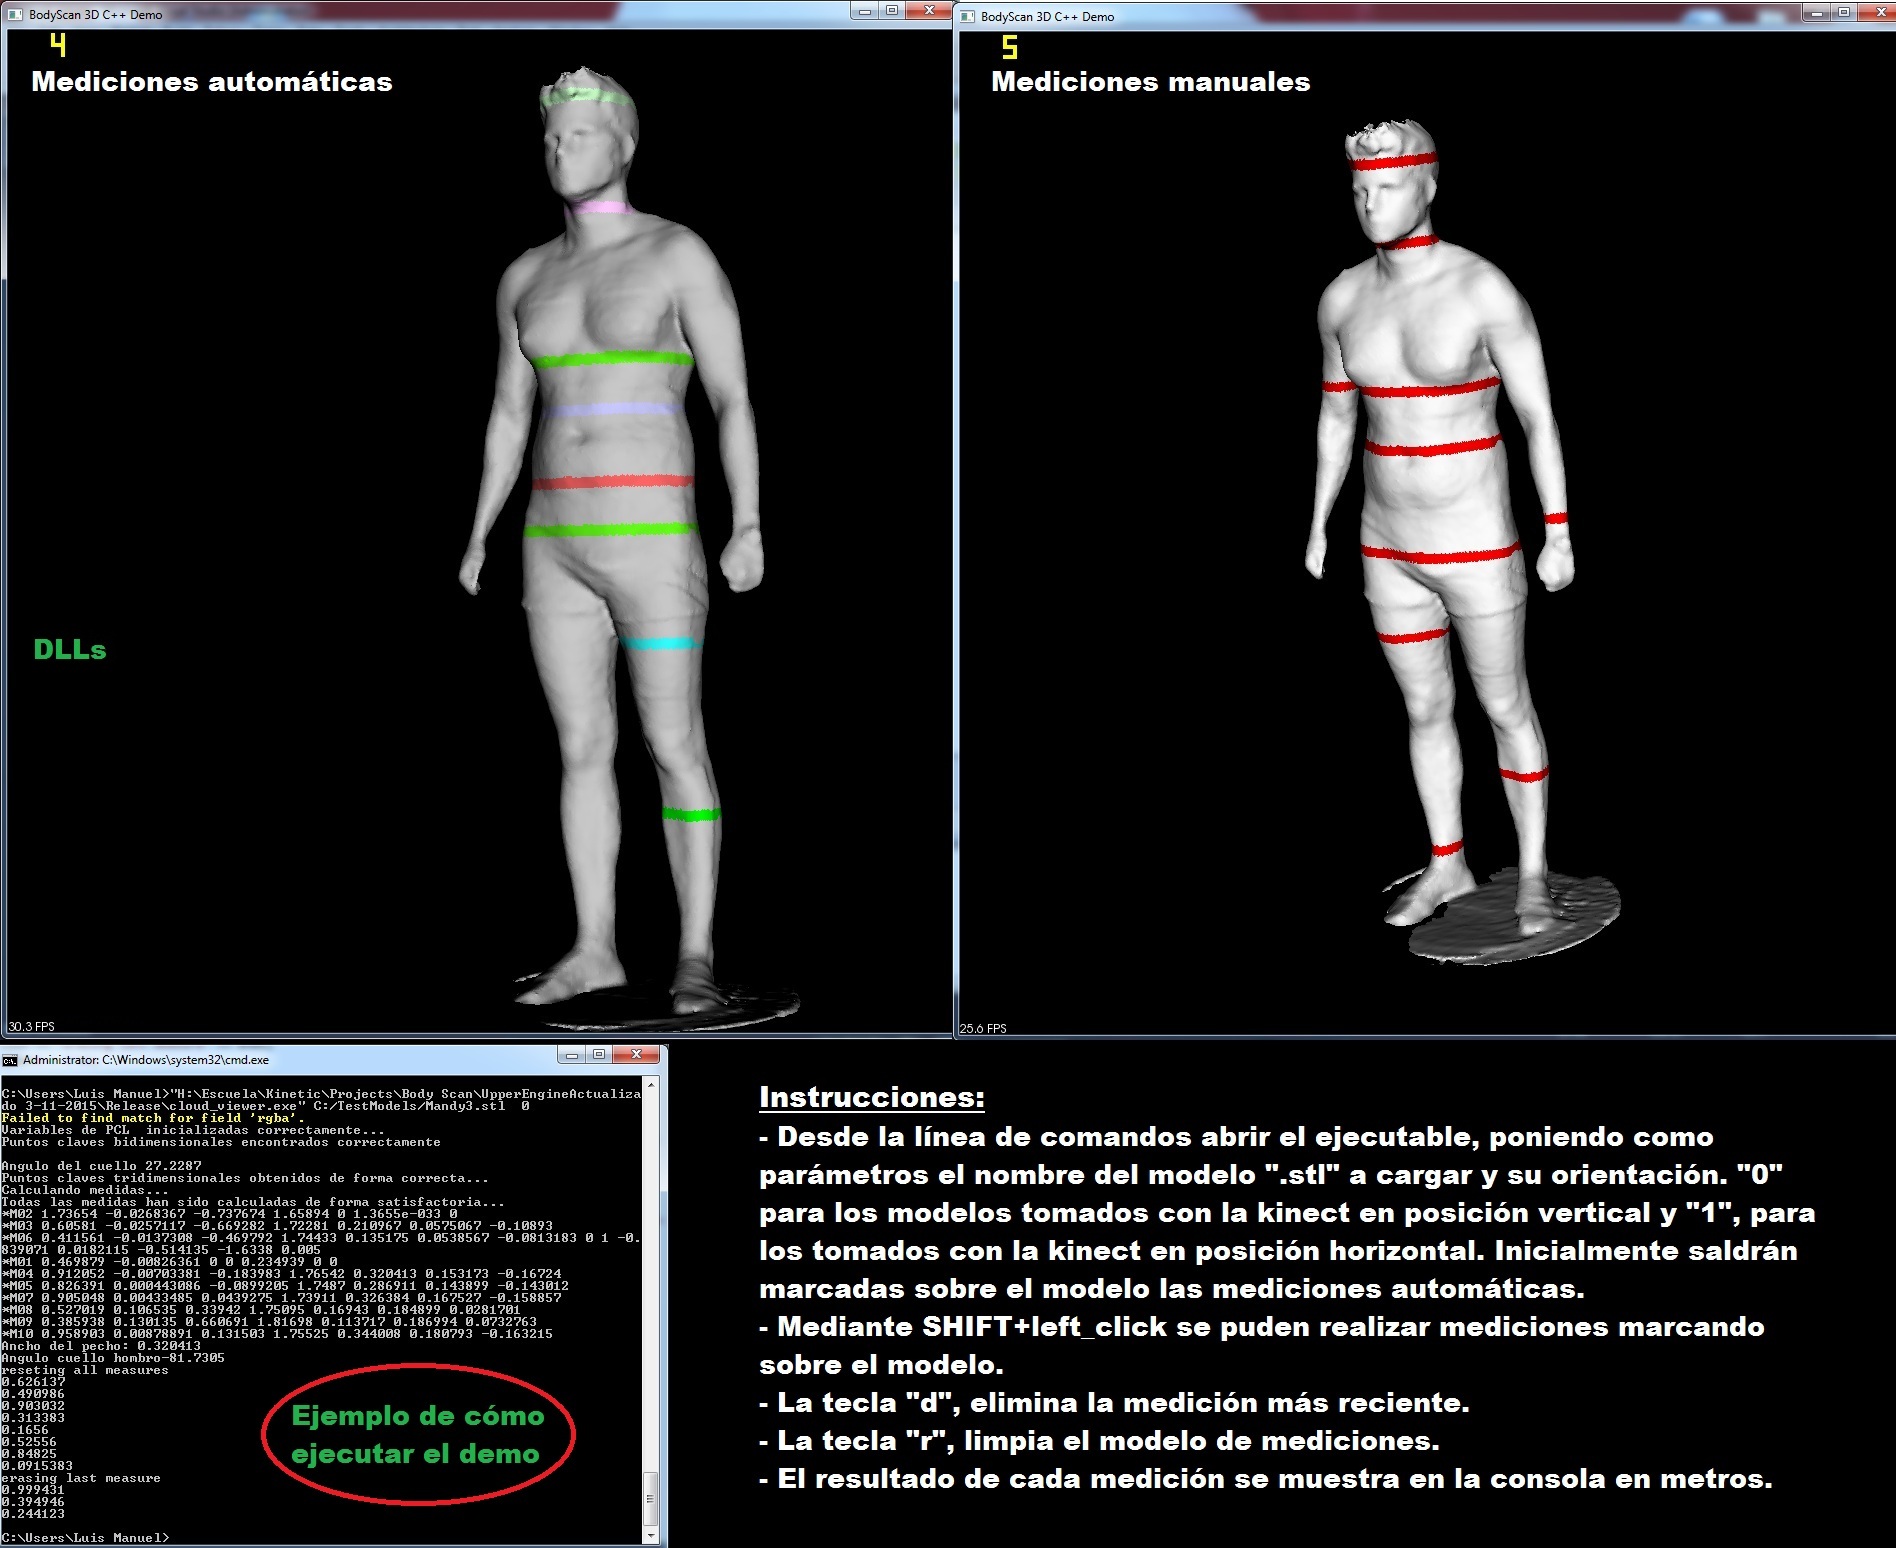 BodyScan 3D C++ Demo
4
Mediciones automáticas
DLLs
30.3 FPS
BodyScan 3D C++ Demo
5
Mediciones manuales
25.6 FPS
Administrator: C:\Windows\system32\cmd.exe
C:\Users\Luis Manuel>"H:\Escuela\Kinetic\Projects\Body Scan\UpperEngineActualiza
do 3-11-2015\Release\cloud_viewer.exe" C:/TestModels/Mandy3.stl 0
Failed to find match for field 'rgba'.
Variables de PCL inicializadas correctamente...
Puntos claves bidimensionales encontrados correctamente
Angulo del cuello 27.2287
Puntos claves tridimensionales obtenidos de forma correcta...
Calculando medidas...
Todas las medidas han sido calculadas de forma satisfactoria...
*M02 1.73654 -0.0268367 -0.737674 1.65894 0 1.3655e-033 0
*M03 0.60581 -0.0257117 -0.669282 1.72281 0.210967 0.0575067 -0.10893
*M06 0.411561 -0.0137308 -0.469792 1.74433 0.135175 0.0538567 -0.0813183 0 1 -0.
839071 0.0182115 -0.514135 -1.6338 0.005
*M01 0.469879 -0.00826361 0 0 0.234939 0 0
*M04 0.912052 -0.00703381 -0.183983 1.76542 0.320413 0.153173 -0.16724
*M05 0.826391 0.000443086 -0.0899205 1.7487 0.286911 0.143899 -0.143012
*M07 0.905048 0.00433485 0.0439275 1.73911 0.326384 0.167527 -0.158857
*M08 0.527019 0.106535 0.33942 1.75095 0.16943 0.184899 0.0281701
*M09 0.385938 0.130135 0.660691 1.81698 0.113717 0.186994 0.0732763
*M10 0.958903 0.00878891 0.131503 1.75525 0.344008 0.180793 -0.163215
Ancho del pecho: 0.320413
Angulo cuello hombro-81.7305
reseting all measures
0.626137
0.490986
0.903032
0.313383
0.1656
0.52556
0.84825
0.0915383
erasing last measure
0.999431
0.394946
0.244123
C:\Users\Luis Manuel>
Ejemplo de cómo
ejecutar el demo
Instrucciones:
- Desde la línea de comandos abrir el ejecutable, poniendo como
parámetros el nombre del modelo ".stl" a cargar y su orientación. "0"
para los modelos tomados con la kinect en posición vertical y "1", para
los tomados con la kinect en posición horizontal. Inicialmente saldrán
marcadas sobre el modelo las mediciones automáticas.
- Mediante SHIFT+left_click se puden realizar mediciones marcando
sobre el modelo.
- La tecla "d", elimina la medición más reciente.
- La tecla "r", limpia el modelo de mediciones.
- El resultado de cada medición se muestra en la consola en metros.